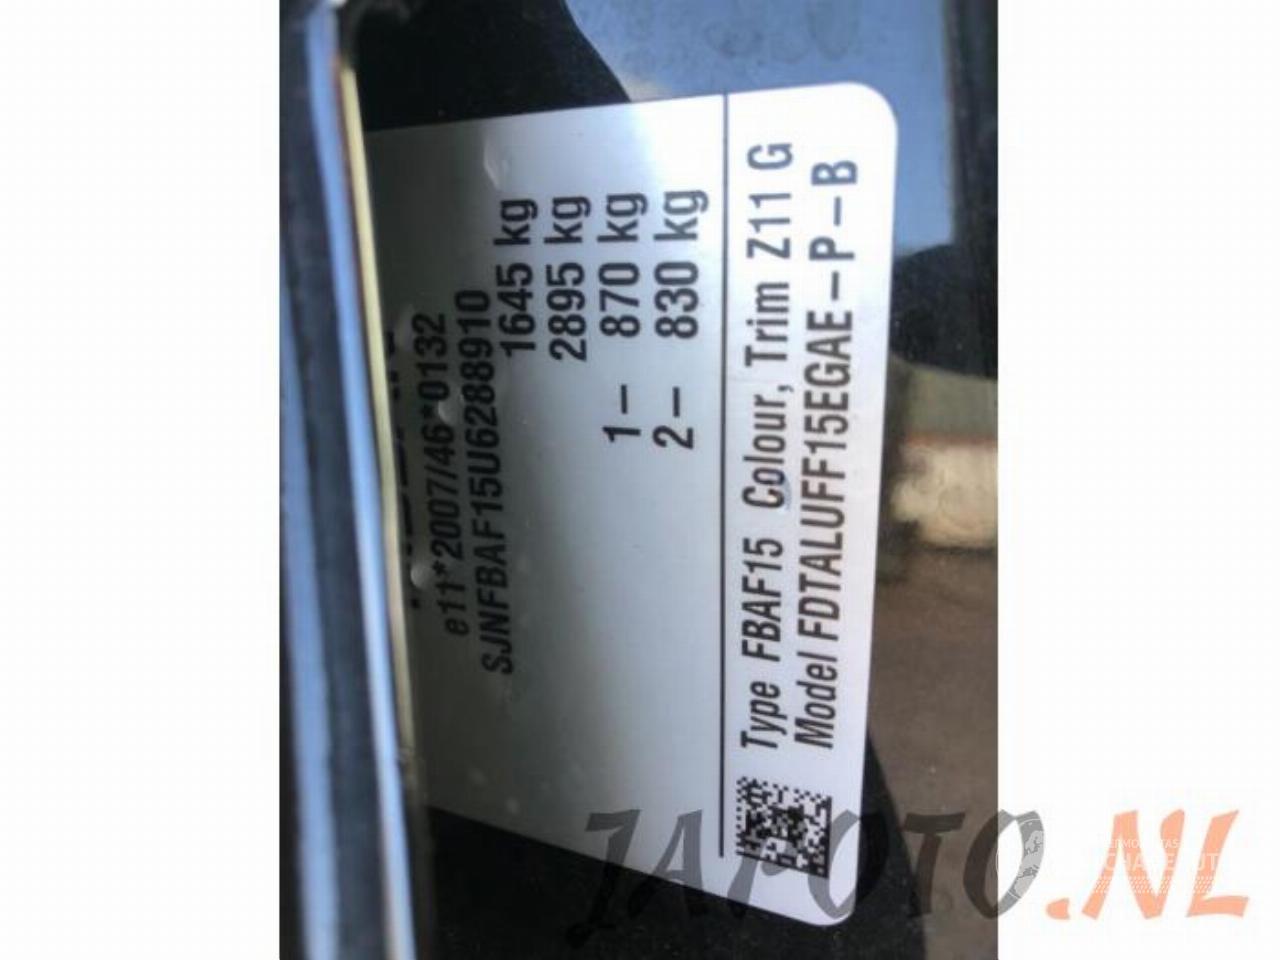 e11*2007/46*0132
SJNFBAF15U6288910
1645 kg
2895 kg
1– 870 kg
2– 830 kg
Type FBAF15 Colour, Trim Z11 G
Model FDTALUFF15EGAE–P–B
JAPOTO.NL